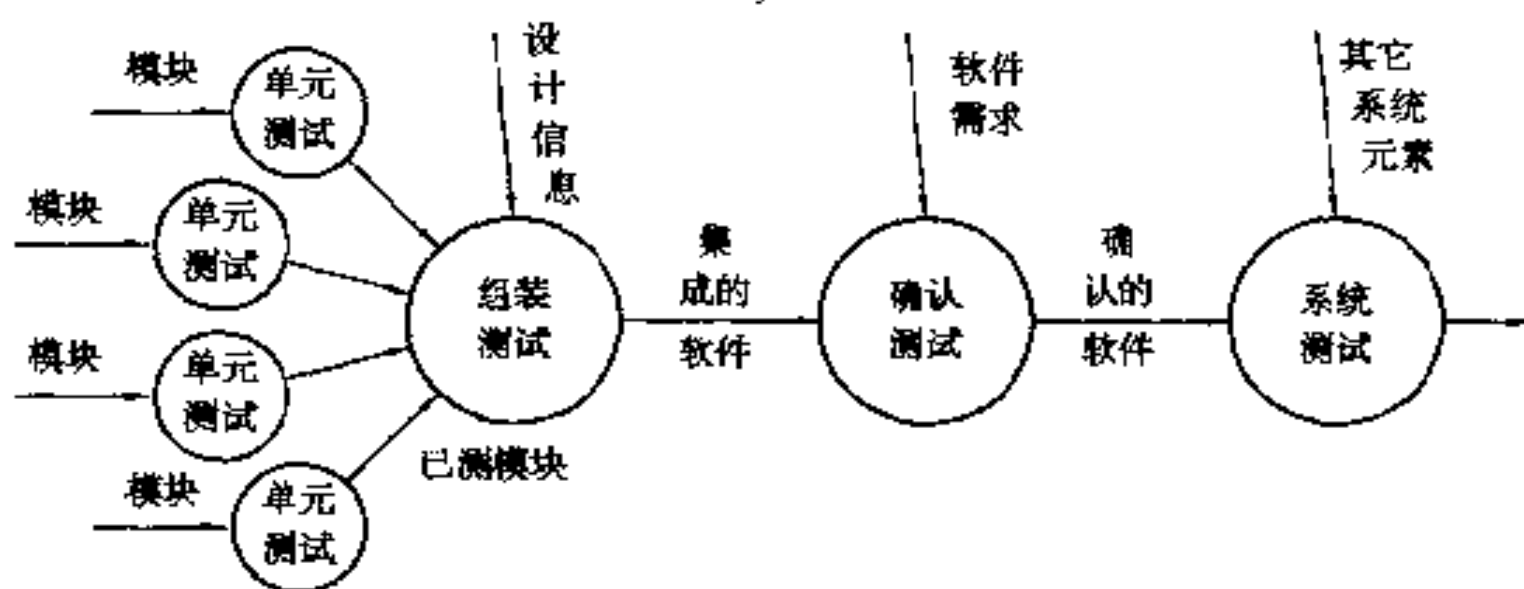 模块
单元
测试
模块
单元
测试
模块
单元
测试
模块
单元
测试
设
计
信
息
组装
测试
已测模块
集
成的
软件
软件
需求
确认
测试
确
认的
软件
其它
系统
元素
系统
测试